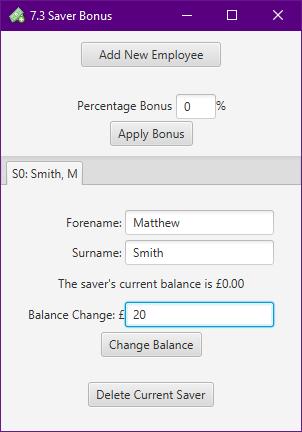 7.3 Saver Bonus
Add New Employee
Percentage Bonus 0 %
Apply Bonus
S0: Smith, M
Forename: Matthew
Surname: Smith
The saver's current balance is £0.00
Balance Change: £ 20
Change Balance
Delete Current Saver